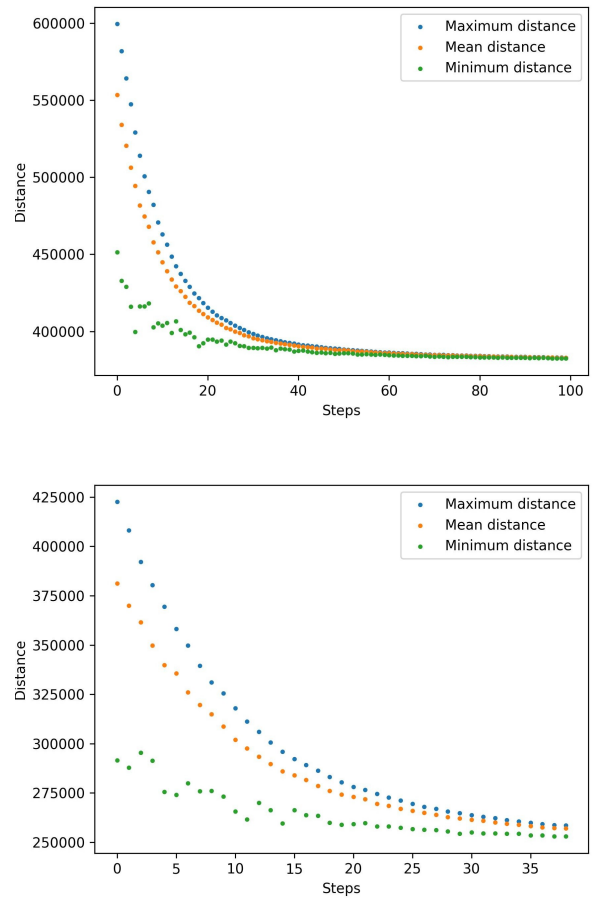 600000
550000
500000
450000
400000
Distance
Maximum distance
Mean distance
Minimum distance
0 20 40 60 80 100
Steps
425000
400000
375000
350000
325000
300000
275000
250000
Distance
Maximum distance
Mean distance
Minimum distance
0 5 10 15 20 25 30 35
Steps